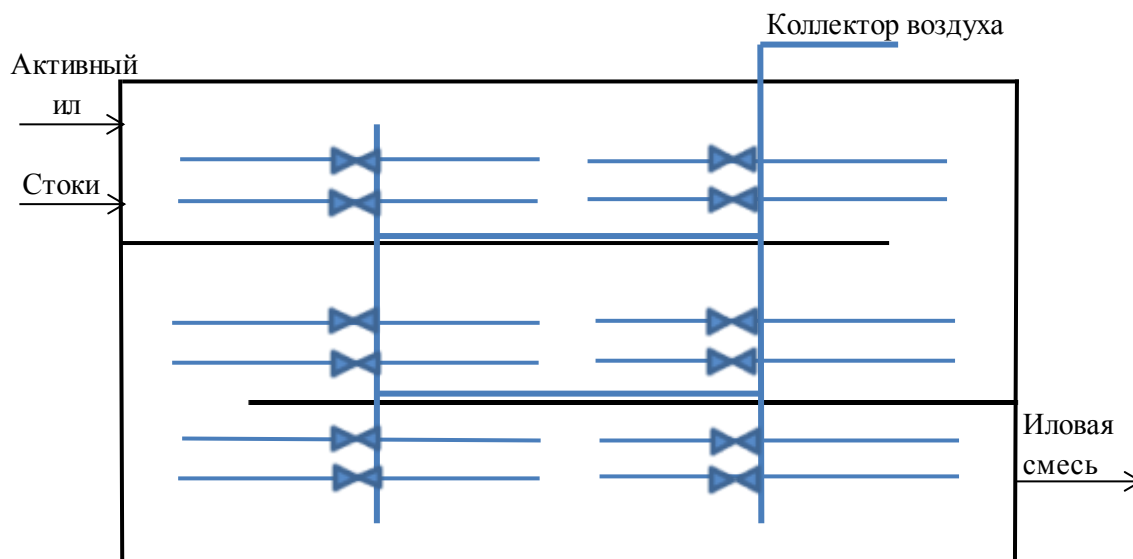 Коллектор воздуха
Активный
ил
Стоки
Иловая
смесь